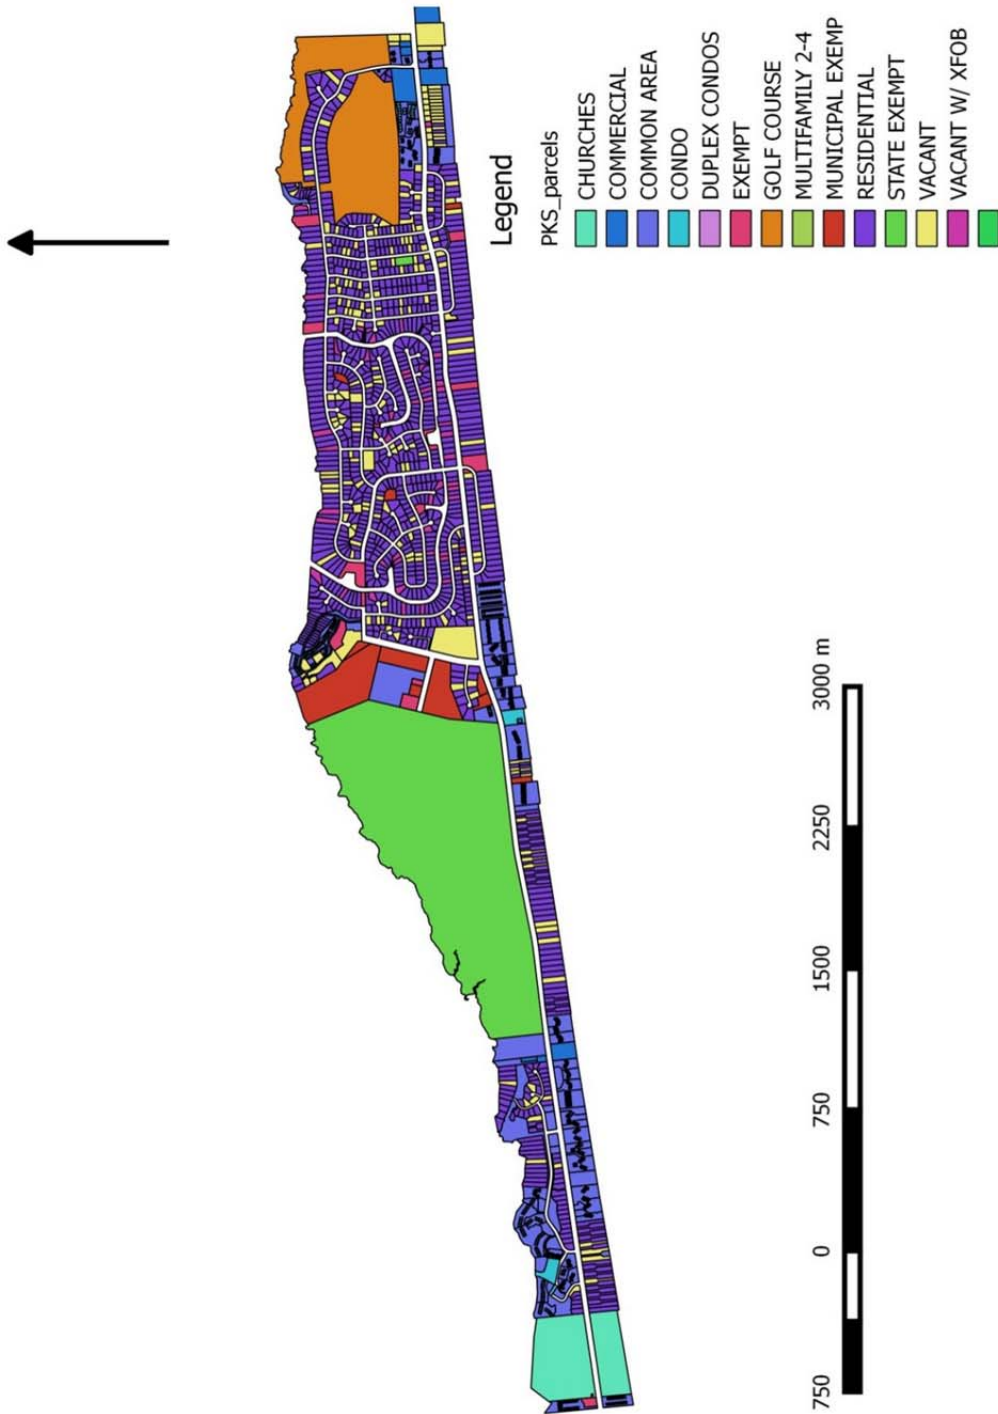 Legend
PKS_parcels
CHURCHES
COMMERCIAL
COMMON AREA
CONDO
DUPLEX CONDOS
EXEMPT
GOLF COURSE
MULTIFAMILY 2-4
MUNICIPAL EXEMP
RESIDENTIAL
STATE EXEMPT
VACANT
VACANT W/ XFOB
750 0 750 1500 2250 3000 m